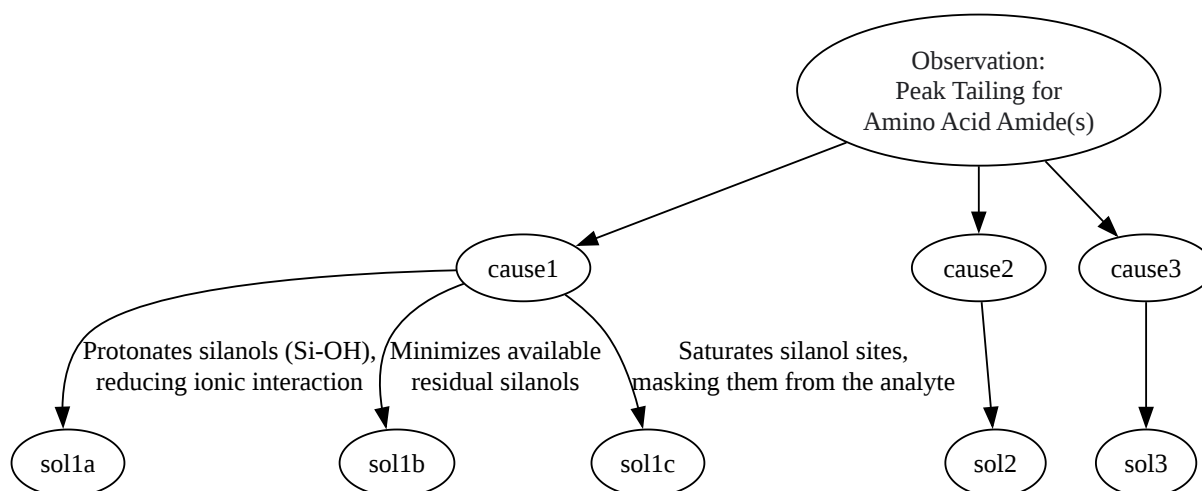 Observation:
Peak Tailing for
Amino Acid Amide(s)
cause1
cause2
cause3
Protonates silanols (Si-OH),
reducing ionic interaction
Minimizes available
residual silanols
Saturates silanol sites,
masking them from the analyte
sol1a
sol1b
sol1c
sol2
sol3